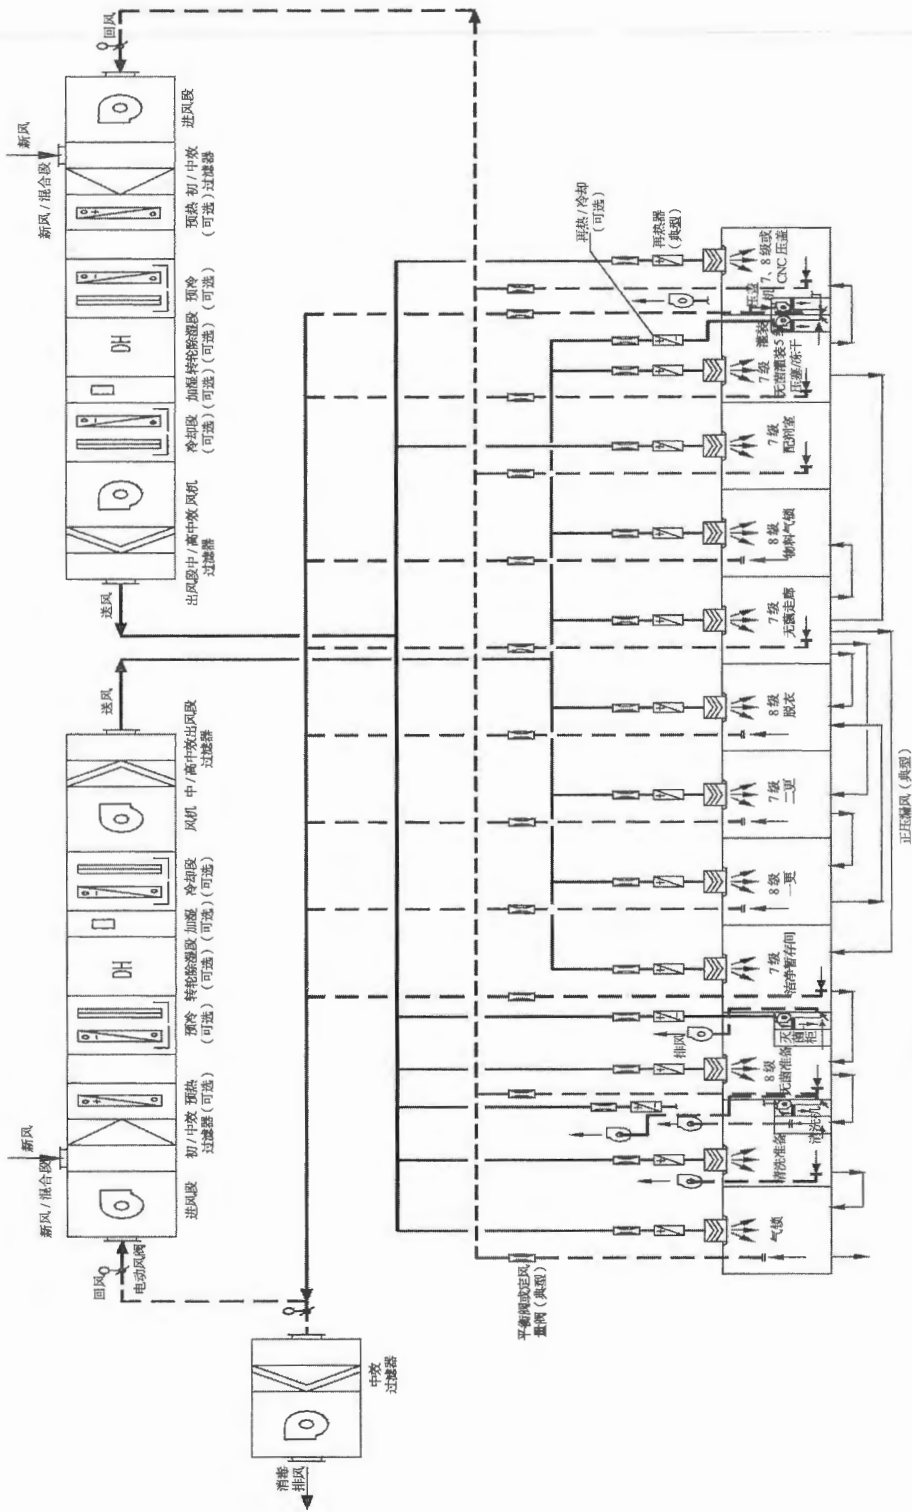 回风
新风
新风/混合段
进风段
初/中效
过滤器
预热
(可选)
预冷
(可选)
转轮除湿段
(可选)
加湿
(可选)
冷却段
(可选)
风机
中/高中效
过滤器
出风段
送风
DH
送风
出风段
中/高中效
过滤器
风机
冷却段
(可选)
加湿
(可选)
转轮除湿段
(可选)
预冷
(可选)
预热
(可选)
初/中效
过滤器
进风段
新风/混合段
新风
回风
电动风阀
DH
中效
过滤器
消毒
排风
再热/冷却
(可选)
再热器
(典型)
平衡阀或定风
量阀(典型)
排风
正压漏风(典型)
气锁
清洗准备
清洗机
8级
无菌准备
灭菌柜
7级
洁净暂存间
8级
一更
7级
二更
8级
脱衣
7级
无菌走廊
8级
物料气锁
7级
配剂室
7级
无菌灌装5级
压塞/冻干
灌装
压盖
机
7、8级或
CNC压盖